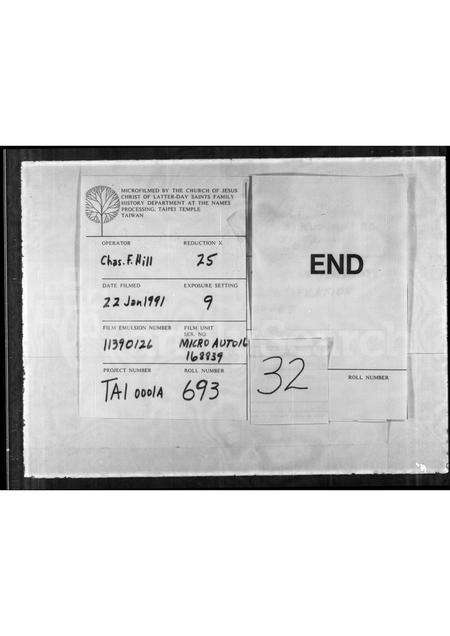 MICROFILMED BY THE CHURCH OF JESUS
CHRIST OF LATTER-DAY SAINTS FAMILY
HISTORY DEPARTMENT AT THE NAMES
PROCESSING, TAIPEI TEMPLE,
TAIWAN
OPERATOR REDUCTION X
Chas. F. Hill 25
DATE FILMED EXPOSURE SETTING
22 Jan 1991 9
FILM EMULSION NUMBER FILM UNIT
SER. NO.
11390126 MICRO AUTO 16
168839
PROJECT NUMBER ROLL NUMBER
TAI 0001A 693
END
32
ROLL NUMBER